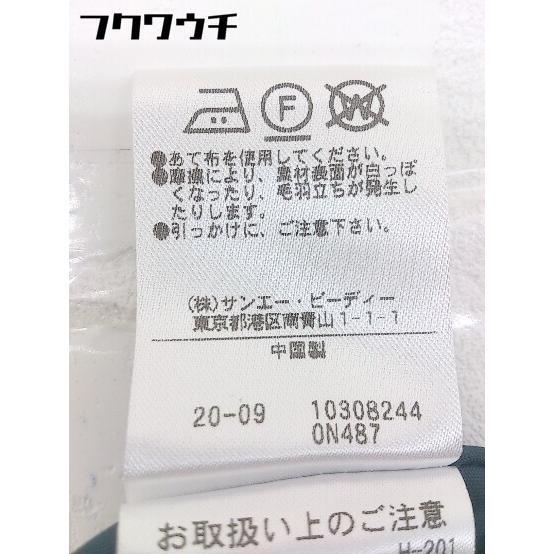 フクワウチ
F W
●あて布を使用してください。
●摩擦により、素材表面が白っぽ
くなったり、毛羽立ちが発生し
たりします。
●引っかけに、ご注意下さい。
(株)サンエー・ビーディー
東京都港区南青山1-1-1
中国製
20-09 10308244
0N487
お取扱い上のご注意
H-201